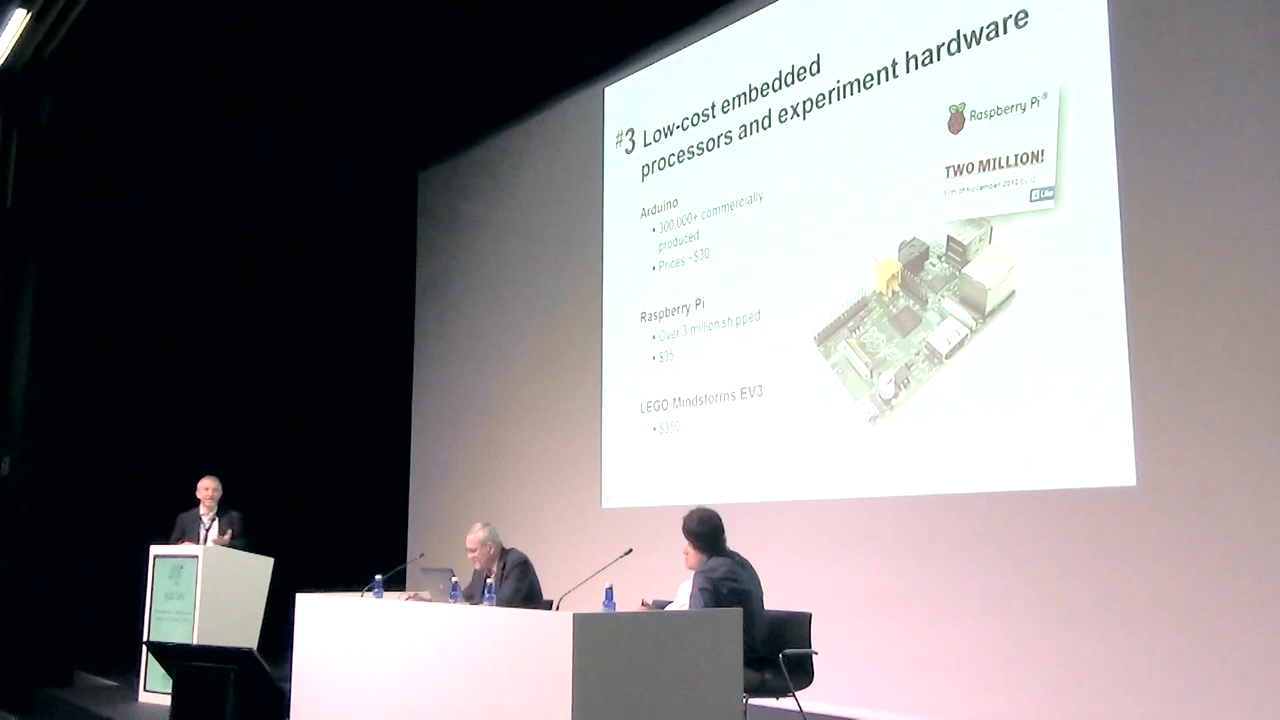 #3 Low-cost embedded
processors and experiment hardware
Raspberry Pi®
TWO MILLION!
Like
Arduino
• 300,000+ commercially
produced
• Prices ~$30
Raspberry Pi
• Over 3 million shipped
• $35
LEGO Mindstorms EV3
• $350